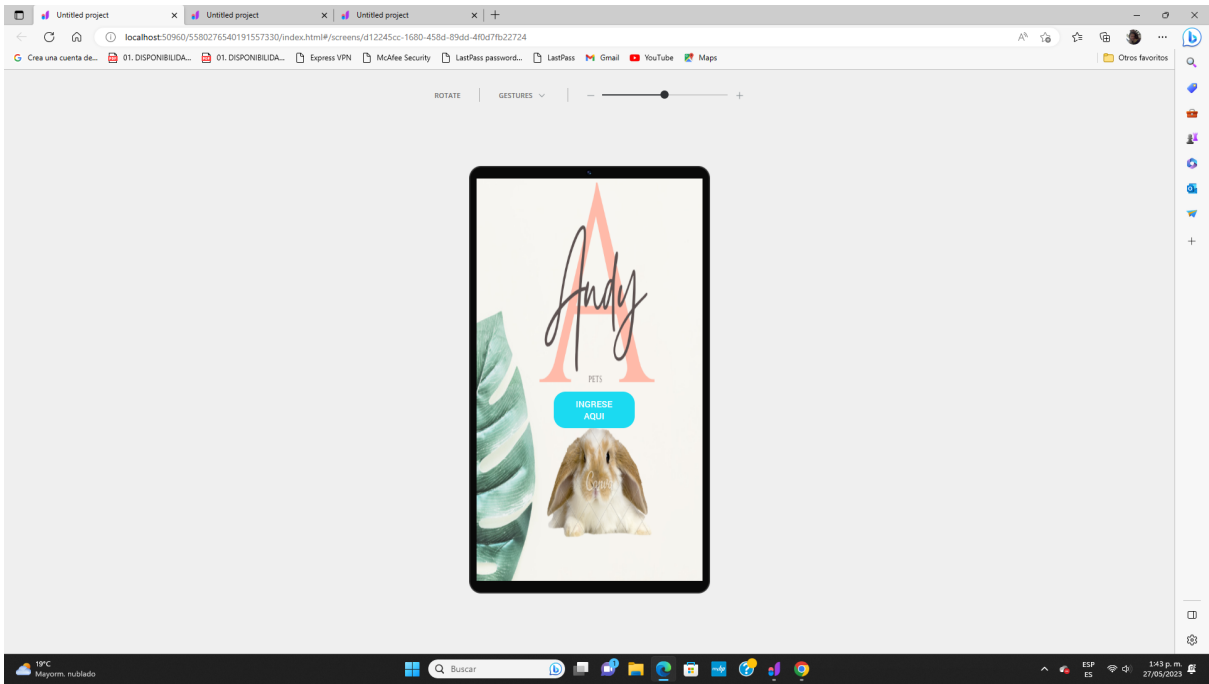 Untitled project
Untitled project
Untitled project
localhost:50960/5580276540191557330/index.html#/screens/d12245cc-1680-458d-89dd-4f0d7fb22724
Crea una cuenta de...
01. DISPONIBILIDA...
01. DISPONIBILIDA...
Express VPN
McAfee Security
LastPass password...
LastPass
Gmail
YouTube
Maps
Otros favoritos
ROTATE
GESTURES
A
Andy
PETS
INGRESE
AQUI
Canva
19°C
Mayorm. nublado
Buscar
ESP
ES
1:43 p. m.
27/05/2023